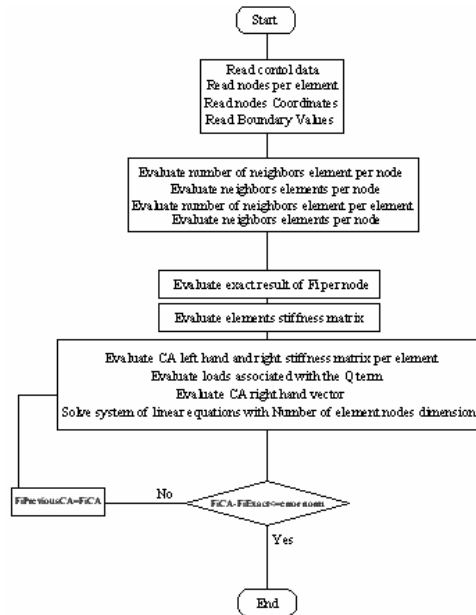 Start
Read contol data
Read nodes per element
Read nodes Coordinates
Read Boundary Values
Evaluate number of neighbors element per node
Evaluate neighbors elements per node
Evaluate number of neighbors element per element
Evaluate neighbors elements per node
Evaluate exact result of Fi per node
Evaluate elements stiffness matrix
Evaluate CA left hand and right stiffness matrix per element
Evaluate loads associated with the Q term
Evaluate CA right hand vector
Solve system of linear equations with Number of element nodes dimension
FiPreviousCA=FiCA
No
FiCA-FiExact<=error norm
Yes
End